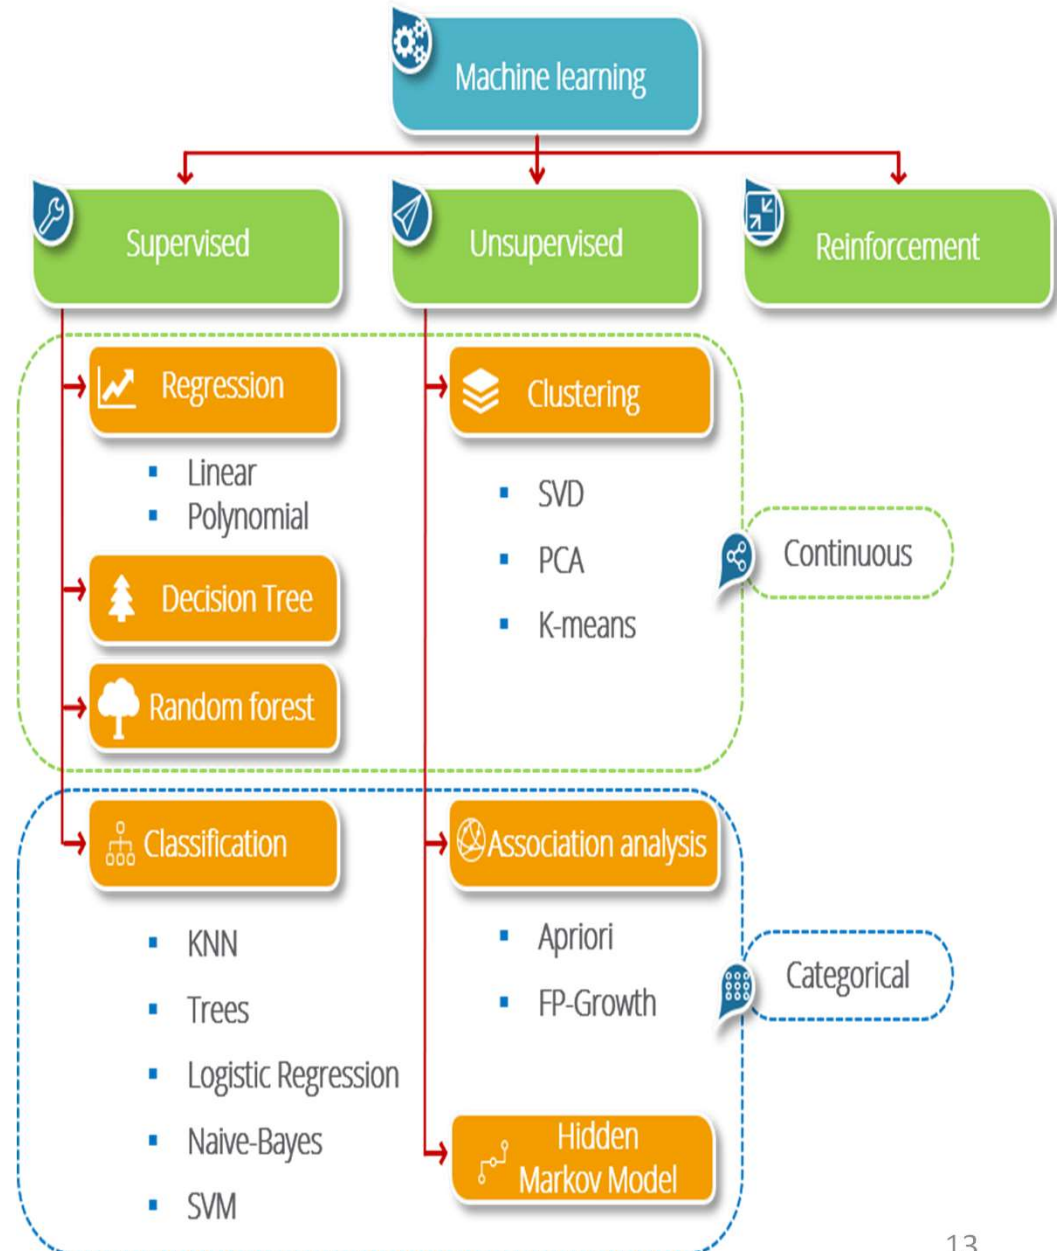 Machine learning
Supervised
Unsupervised
Reinforcement
Regression
Linear
Polynomial
Decision Tree
Random forest
Clustering
SVD
PCA
K-means
Continuous
Classification
KNN
Trees
Logistic Regression
Naive-Bayes
SVM
Association analysis
Apriori
FP-Growth
Hidden
Markov Model
Categorical
13